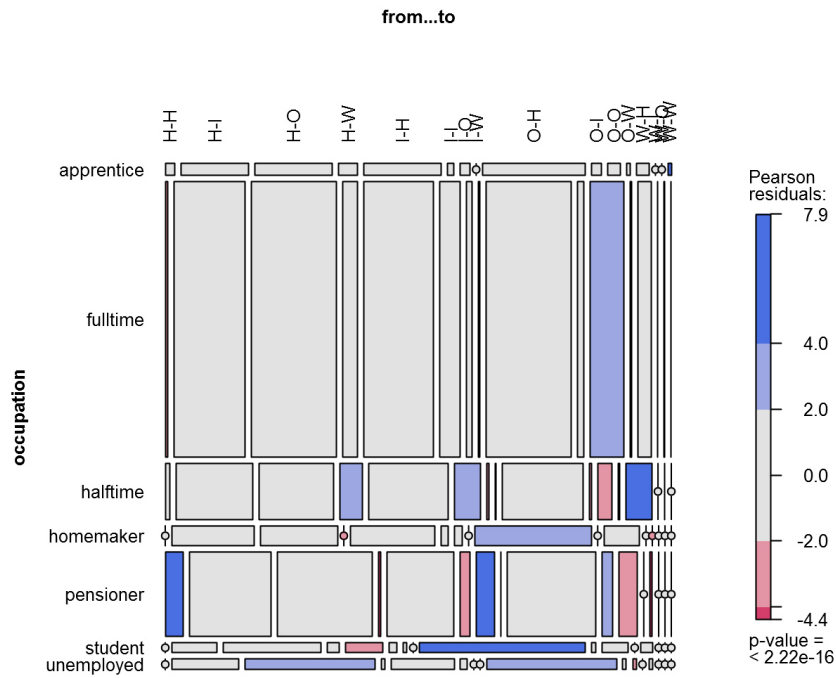 from...to
H-H
H-I
H-O
H-W
I-H
I-I
I-O
I-W
O-H
O-I
O-O
O-W
W-H
W-W
apprentice
fulltime
halftime
homemaker
pensioner
student
unemployed
occupation
Pearson
residuals:
7.9
4.0
2.0
0.0
-2.0
-4.4
p-value =
< 2.22e-16